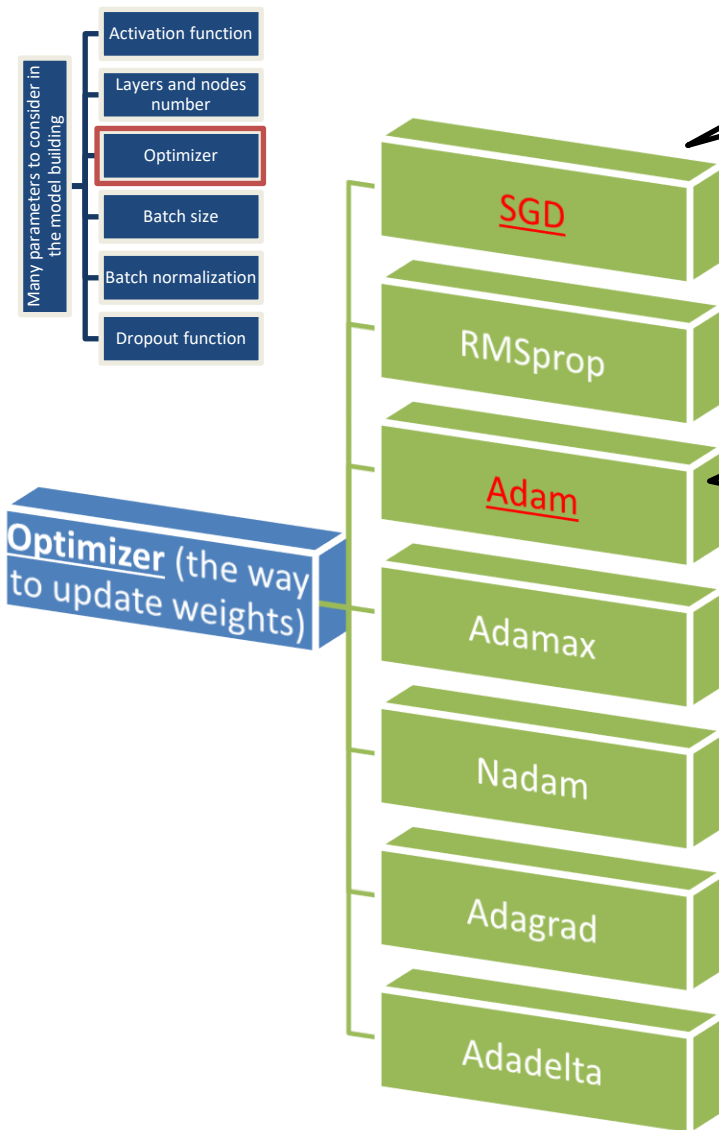 Many parameters to consider in
the model building
Activation function
Layers and nodes
number
Optimizer
Batch size
Batch normalization
Dropout function
Optimizer (the way
to update weights)
SGD
RMSprop
Adam
Adamax
Nadam
Adagrad
Adadelta